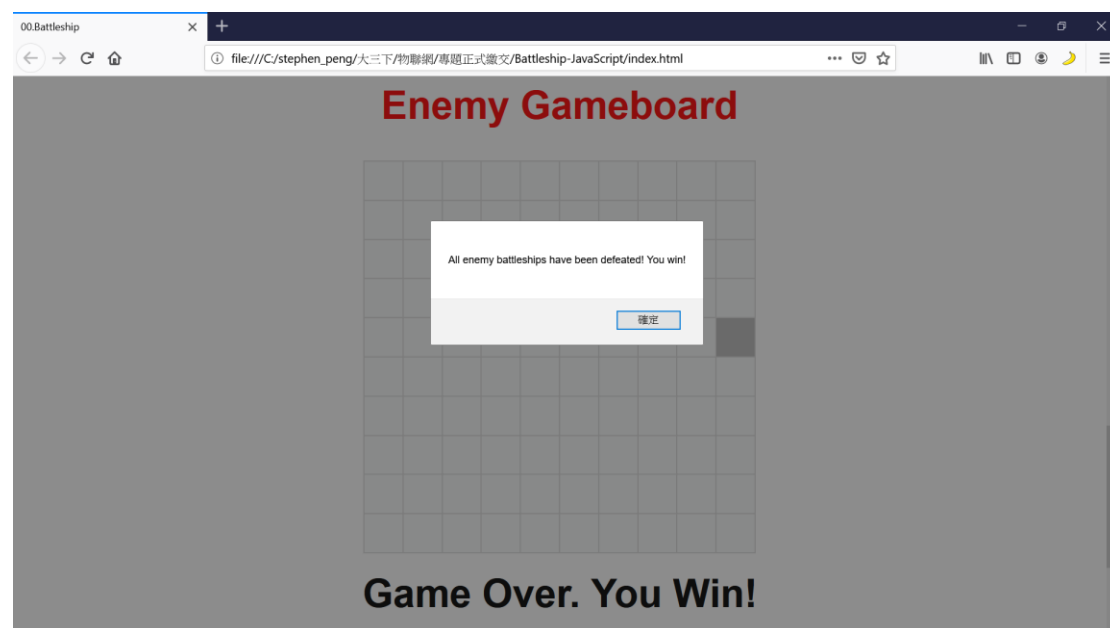 00.Battleship
file:///C:/stephen_peng/大三下/物聯網/專題正式繳交/Battleship-JavaScript/index.html
Enemy Gameboard
All enemy battleships have been defeated! You win!
確定
Game Over. You Win!